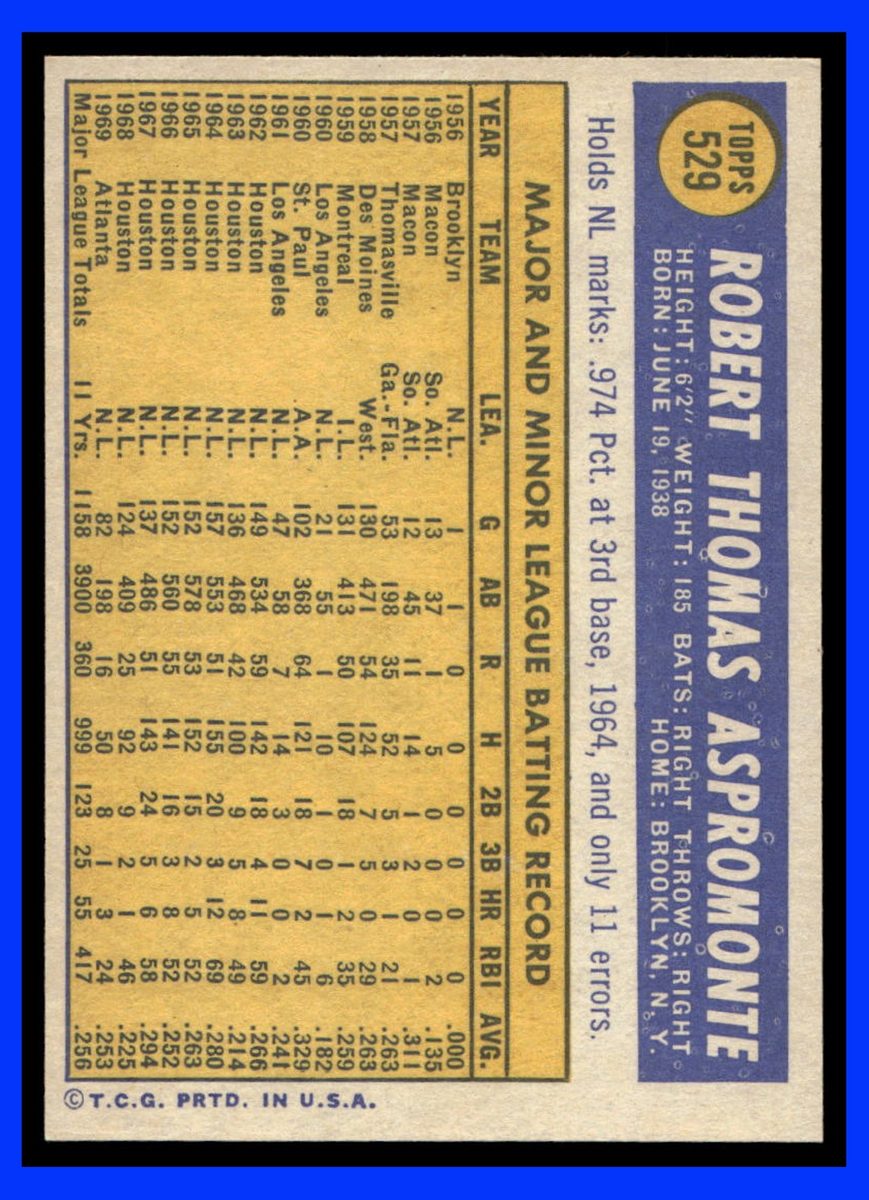 TOPPS
529
ROBERT THOMAS ASPROMONTE
HEIGHT: 6'2" WEIGHT: 185 BATS: RIGHT THROWS: RIGHT
BORN: JUNE 19, 1938 HOME: BROOKLYN, N.Y.
Holds NL marks: .974 Pct. at 3rd base, 1964, and only 11 errors.
MAJOR AND MINOR LEAGUE BATTING RECORD
YEAR TEAM LEA. G AB R H 2B 3B HR RBI AVG.
1956 Brooklyn N.L. 1 1 0 0 0 0 0 0 .000
1956 Macon So. Atl. 13 37 1 5 0 0 0 2 .135
1957 Macon So. Atl. 12 45 11 14 1 2 0 1 .311
1957 Thomasville Ga.-Fla. 53 198 35 52 5 3 1 21 .263
1958 Des Moines West. 130 471 54 124 7 5 0 29 .263
1959 Montreal I.L. 131 413 50 107 18 1 2 35 .259
1960 Los Angeles N.L. 21 55 1 10 1 0 1 6 .182
1960 St. Paul A.A. 102 368 64 121 18 7 2 45 .329
1961 Los Angeles N.L. 47 58 7 14 3 0 0 2 .241
1962 Houston N.L. 149 534 59 142 18 4 11 59 .266
1963 Houston N.L. 136 468 42 100 9 5 8 49 .214
1964 Houston N.L. 157 553 51 155 20 3 12 69 .280
1965 Houston N.L. 152 578 53 152 15 2 5 52 .263
1966 Houston N.L. 152 560 55 141 16 3 8 52 .252
1967 Houston N.L. 137 486 51 143 24 5 6 58 .294
1968 Houston N.L. 124 409 25 92 9 2 1 46 .225
1969 Atlanta N.L. 82 198 16 50 8 1 3 24 .253
Major League Totals 11 Yrs. 1158 3900 360 999 123 25 55 417 .256
© T.C.G. PRTD. IN U.S.A.